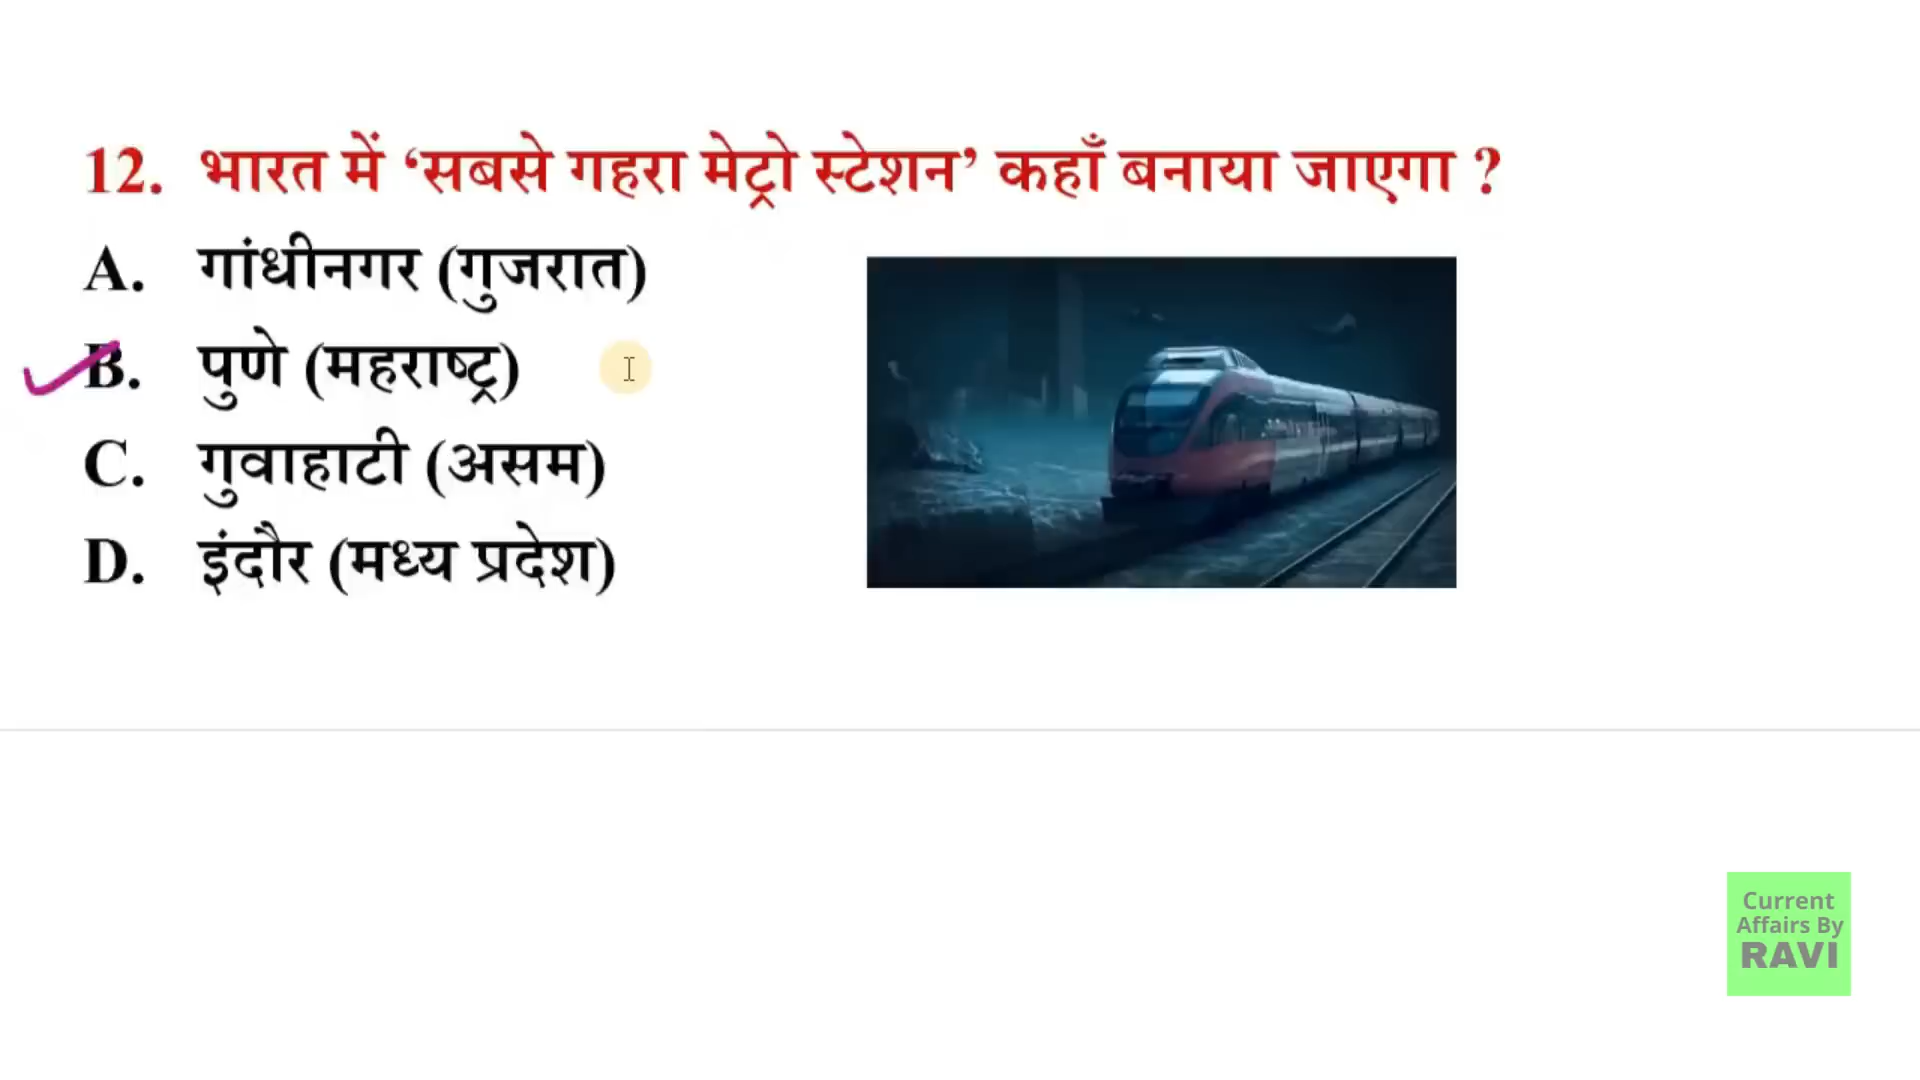 12. भारत में ‘सबसे गहरा मेट्रो स्टेशन’ कहाँ बनाया जाएगा ?
A. गांधीनगर (गुजरात)
B. पुणे (महराष्ट्र)
C. गुवाहाटी (असम)
D. इंदौर (मध्य प्रदेश)
Current
Affairs By
RAVI